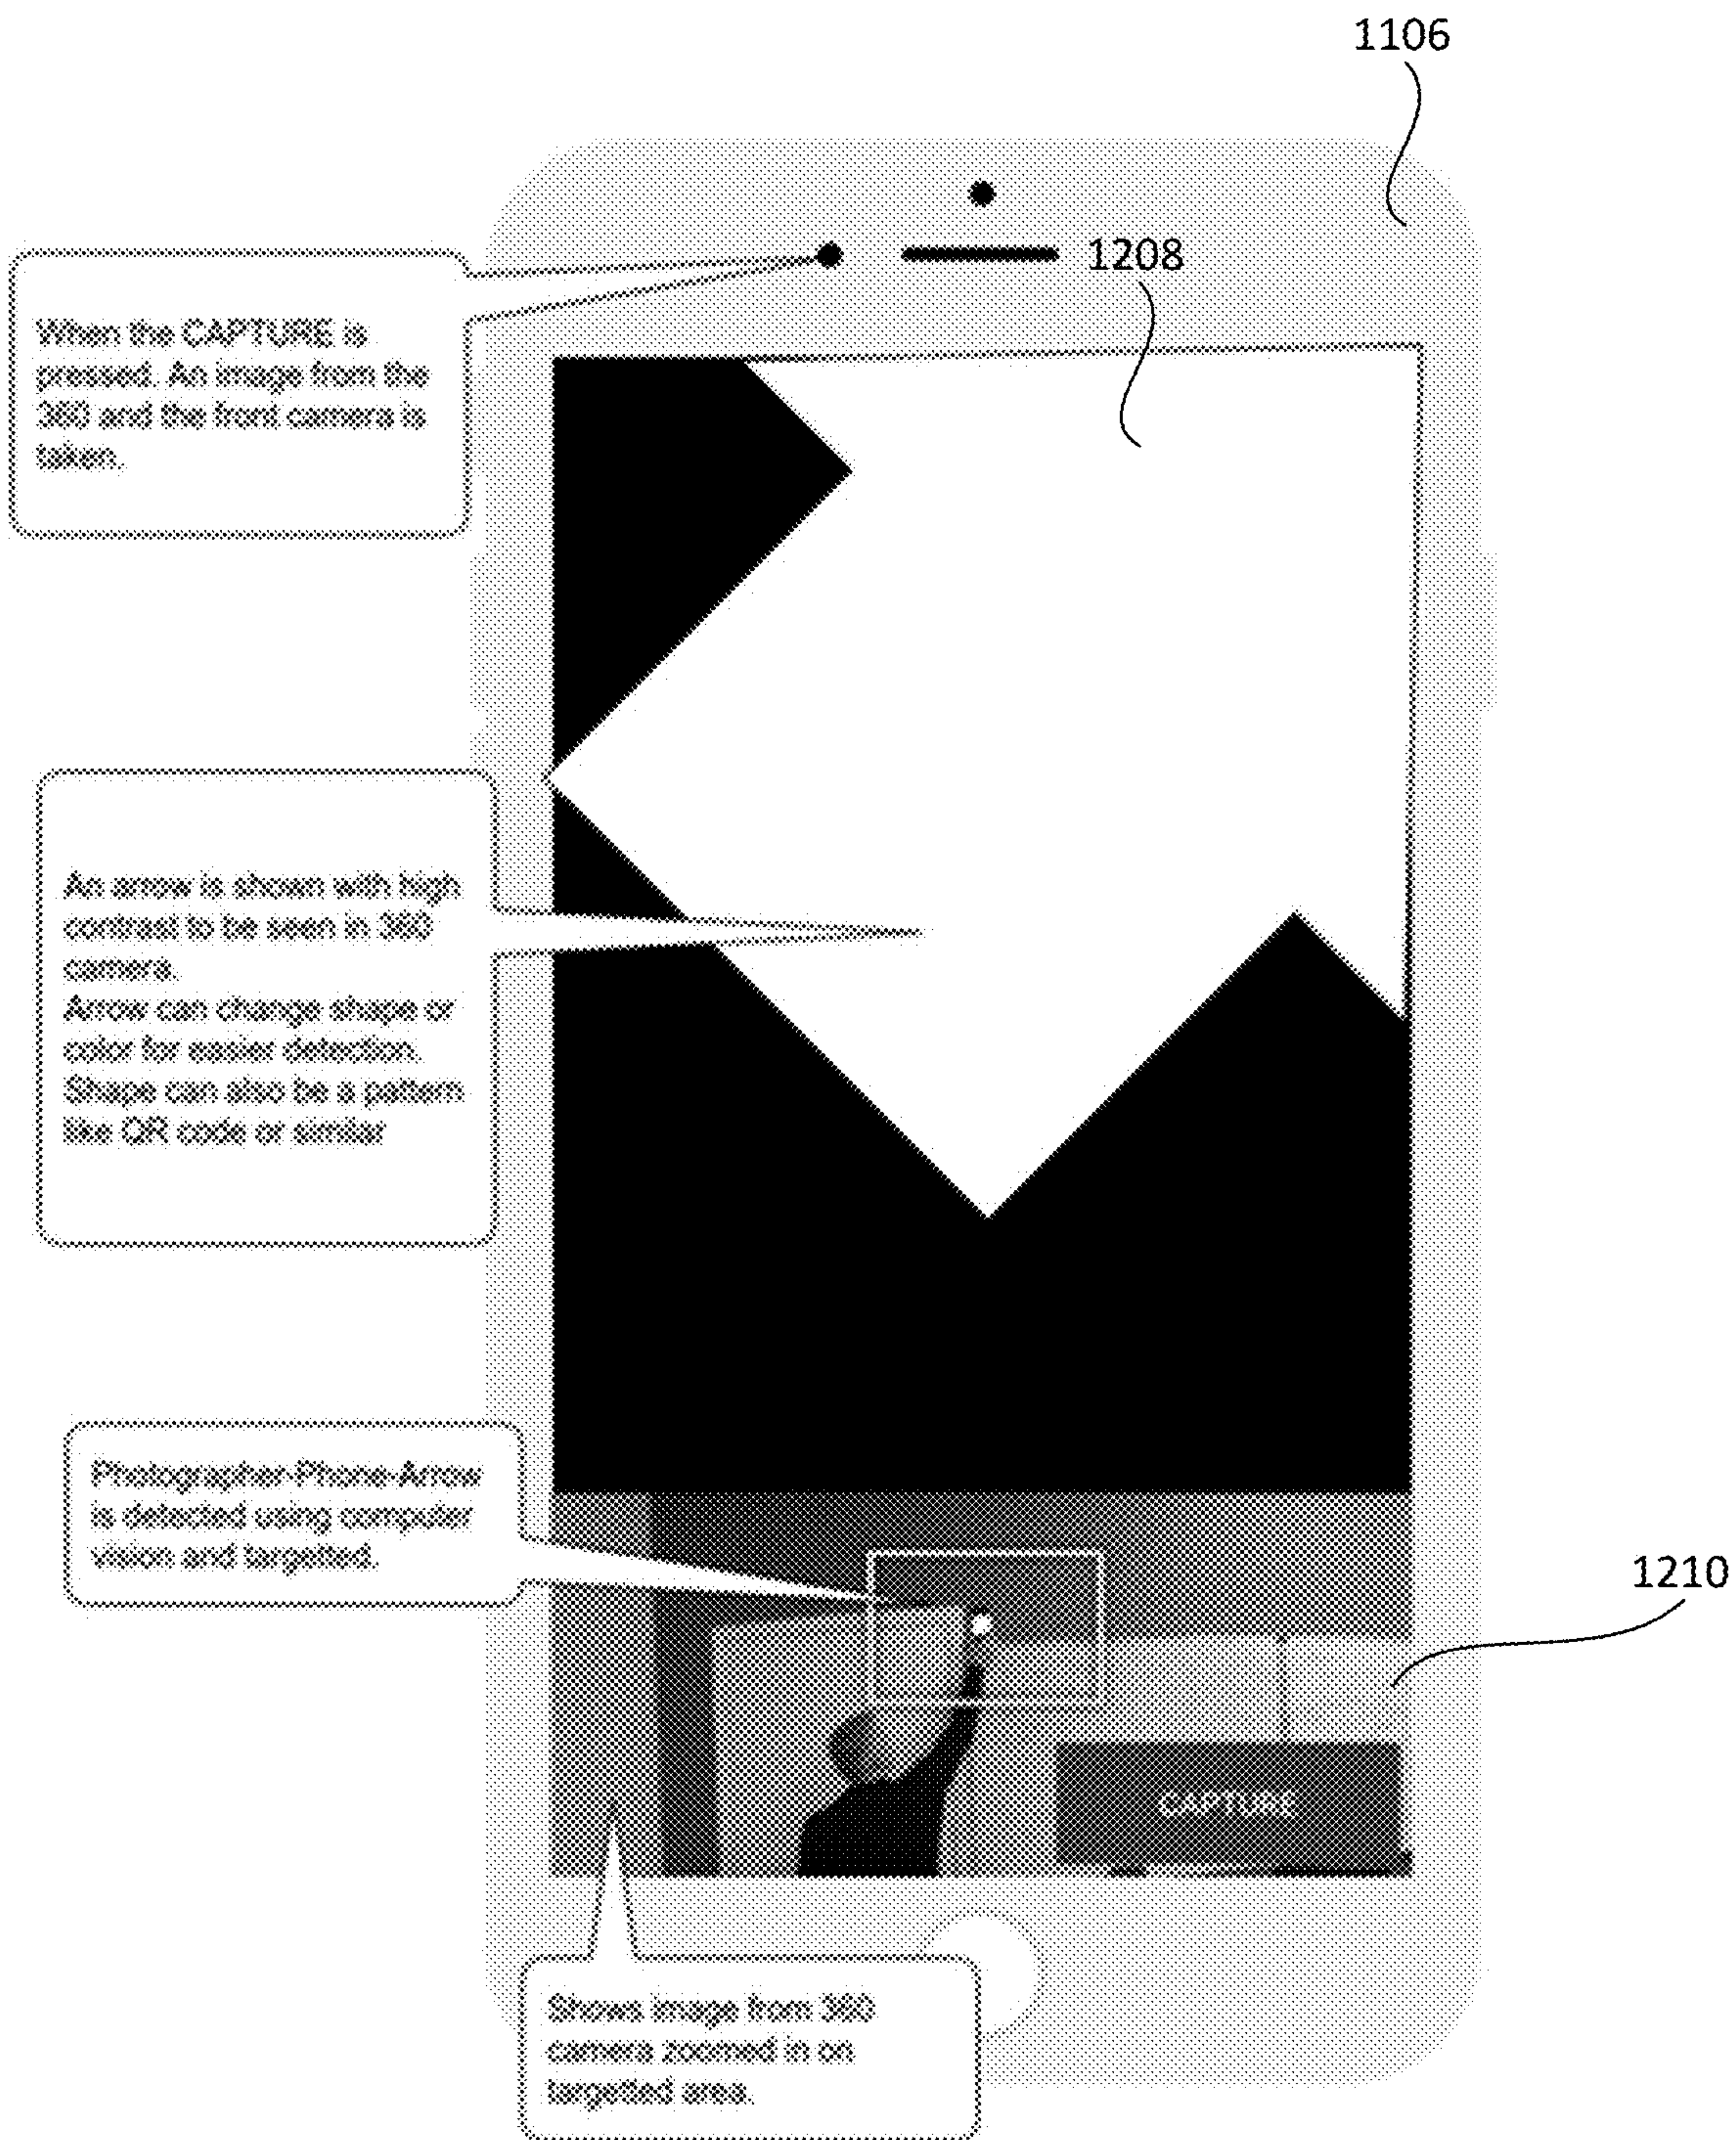 1106
1208
When the CAPTURE is
pressed. An image from the
360 and the front camera is
taken.
An arrow is shown with high
contrast to be seen in 360
camera.
Arrow can change shape or
color for easier detection.
Shape can also be a pattern
like QR code or similar
Photographer-Phone-Arrow
is detected using computer
vision and targetted.
1210
CAPTURE
Shows image from 360
camera zoomed in on
targetted area.